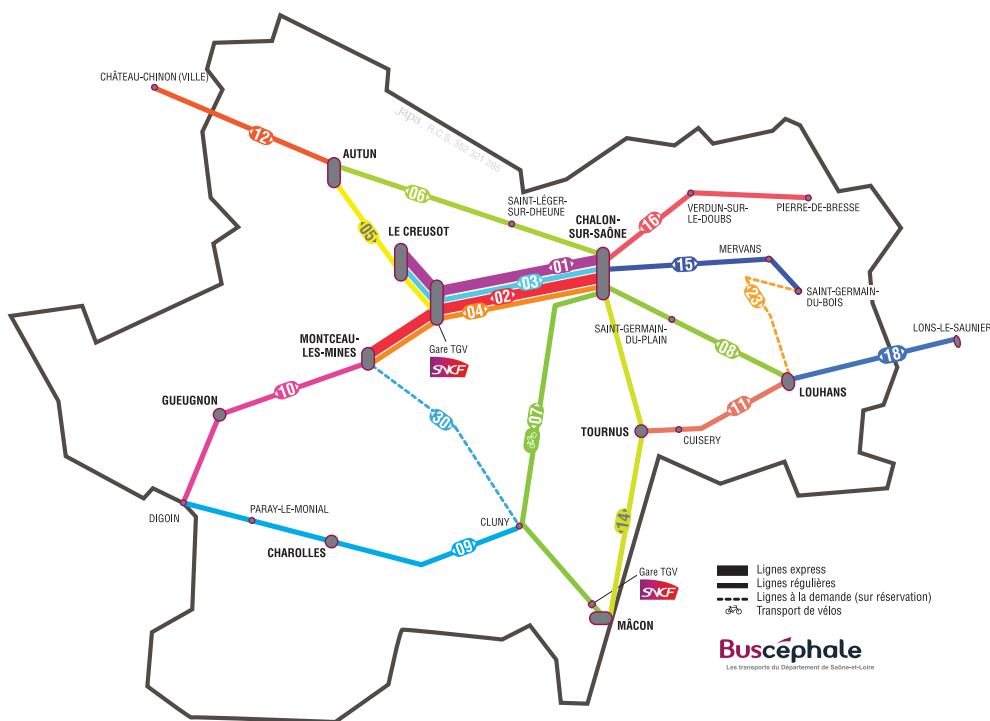 CHÂTEAU-CHINON (VILLE)
12
AUTUN
Japa. R.C.S. 352 321 285
06
SAINT-LÉGER-
SUR-DHEUNE
CHALON-
SUR-SAÔNE
16
VERDUN-SUR-
LE-DOUBS
PIERRE-DE-BRESSE
05
LE CREUSOT
01
03
02
04
15
MERVANS
SAINT-GERMAIN-
DU-BOIS
23
MONTCEAU-
LES-MINES
Gare TGV
SNCF
SAINT-GERMAIN-
DU-PLAIN
08
LONS-LE-SAUNIER
18
LOUHANS
10
GUEUGNON
30
07
TOURNUS
11
CUISERY
DIGOIN
PARAY-LE-MONIAL
CHAROLLES
09
CLUNY
14
Gare TGV
SNCF
MÂCON
Lignes express
Lignes régulières
Lignes à la demande (sur réservation)
Transport de vélos
Buscéphale
Les transports du Département de Saône-et-Loire